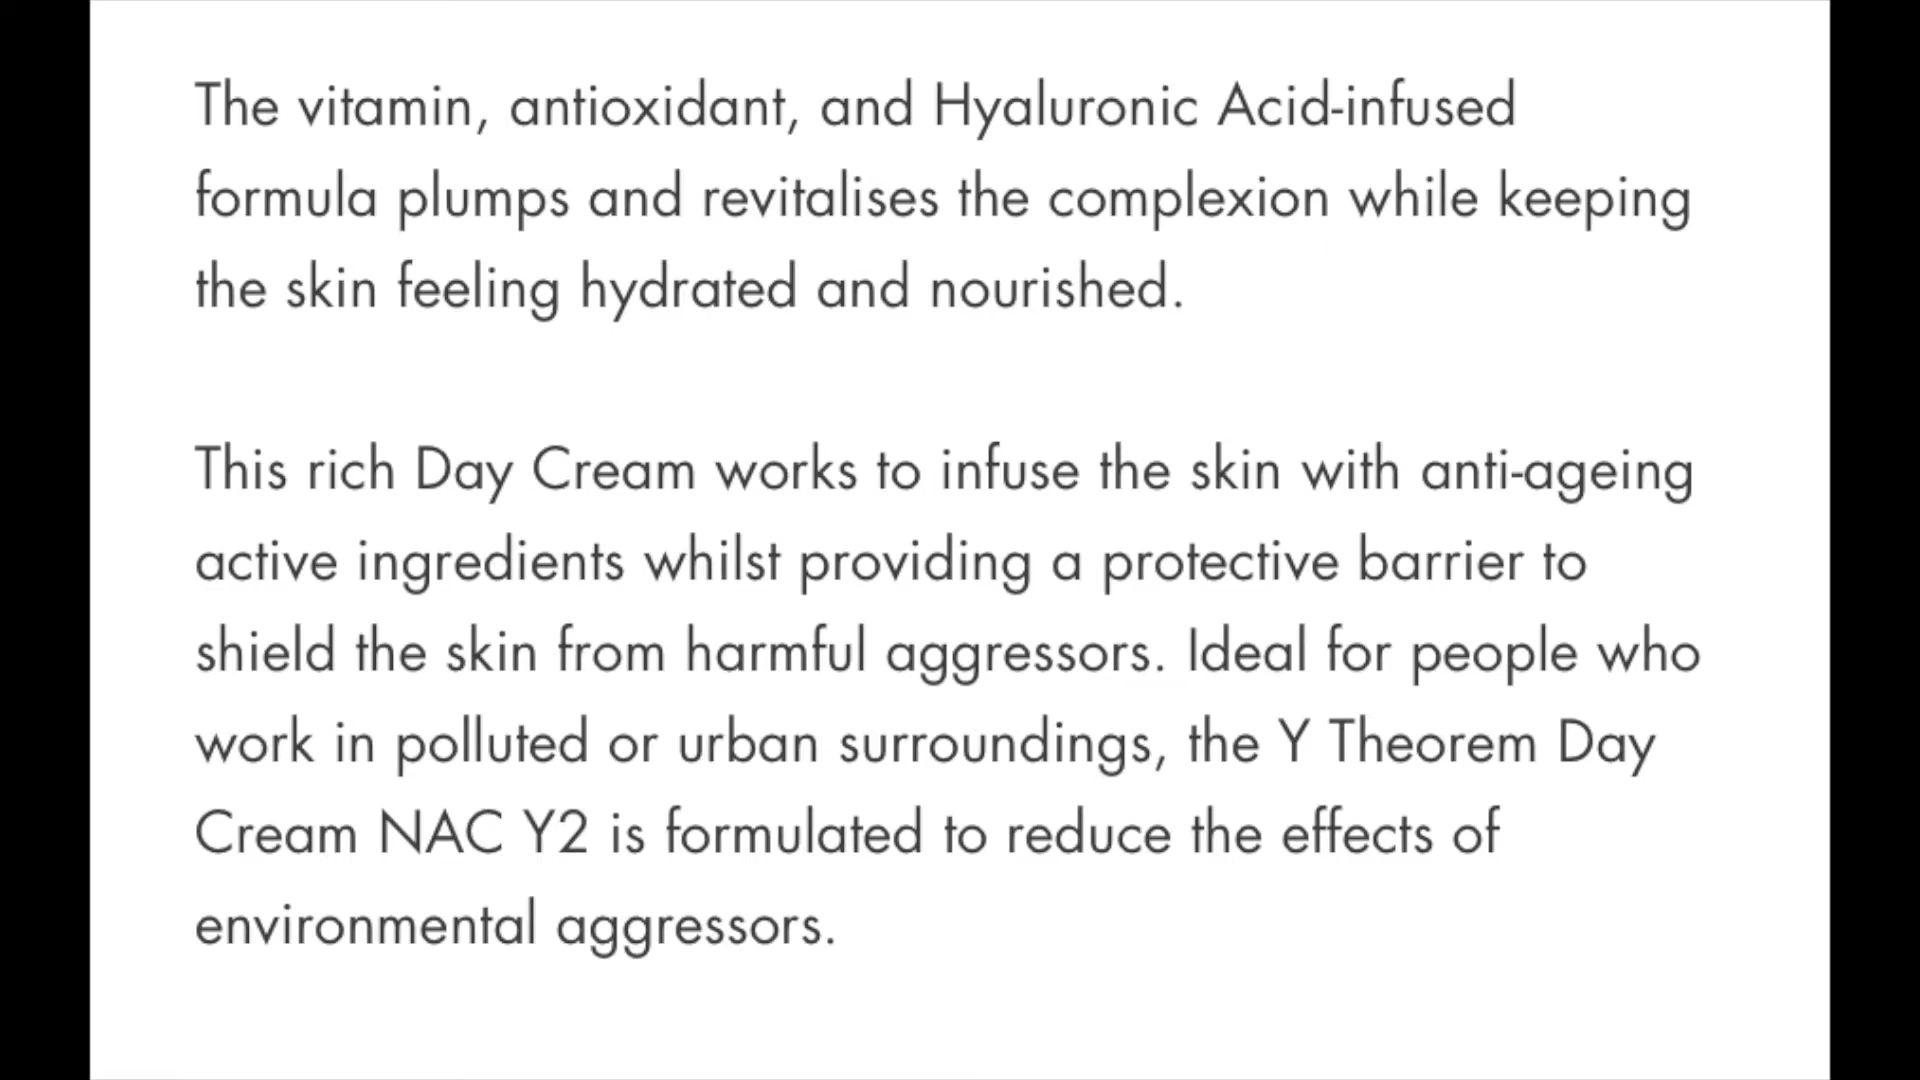 The vitamin, antioxidant, and Hyaluronic Acid-infused
formula plumps and revitalises the complexion while keeping
the skin feeling hydrated and nourished.
This rich Day Cream works to infuse the skin with anti-ageing
active ingredients whilst providing a protective barrier to
shield the skin from harmful aggressors. Ideal for people who
work in polluted or urban surroundings, the Y Theorem Day
Cream NAC Y2 is formulated to reduce the effects of
environmental aggressors.